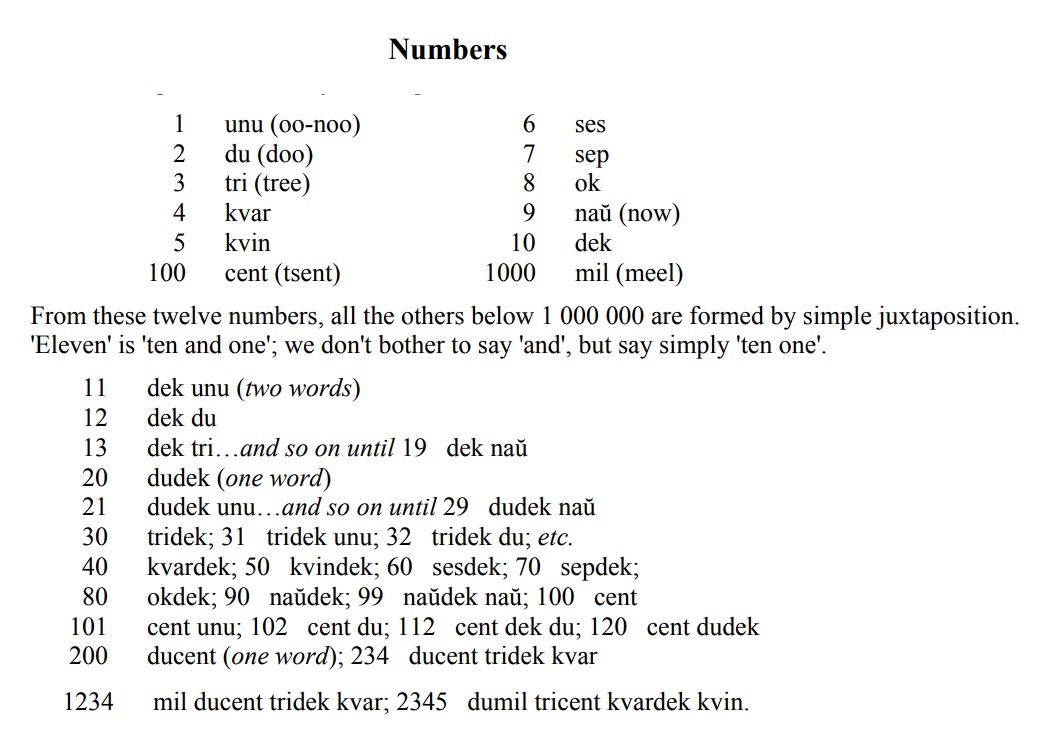 Numbers
1 unu (oo-noo) 6 ses
2 du (doo) 7 sep
3 tri (tree) 8 ok
4 kvar 9 naŭ (now)
5 kvin 10 dek
100 cent (tsent) 1000 mil (meel)
From these twelve numbers, all the others below 1 000 000 are formed by simple juxtaposition.
'Eleven' is 'ten and one'; we don't bother to say 'and', but say simply 'ten one'.
11 dek unu (two words)
12 dek du
13 dek tri…and so on until 19 dek naŭ
20 dudek (one word)
21 dudek unu…and so on until 29 dudek naŭ
30 tridek; 31 tridek unu; 32 tridek du; etc.
40 kvardek; 50 kvindek; 60 sesdek; 70 sepdek;
80 okdek; 90 naŭdek; 99 naŭdek naŭ; 100 cent
101 cent unu; 102 cent du; 112 cent dek du; 120 cent dudek
200 ducent (one word); 234 ducent tridek kvar
1234 mil ducent tridek kvar; 2345 dumil tricent kvardek kvin.